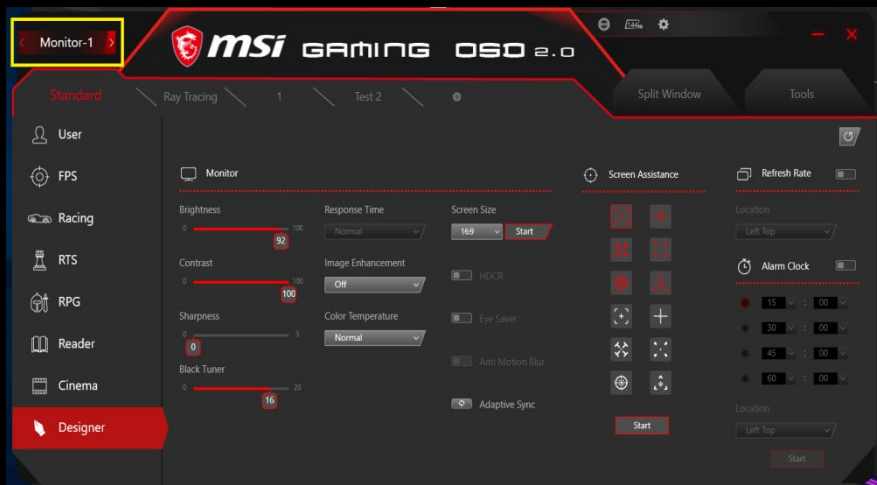 Monitor-1
msi GAMING OSD 2.0
144Hz
Standard
Ray Tracing
1
Test 2
Split Window
Tools
User
FPS
Racing
RTS
RPG
Reader
Cinema
Designer
Monitor
Brightness
0 100
92
Contrast
0 100
100
Sharpness
0 5
0
Black Tuner
0 20
16
Response Time
Normal
Image Enhancement
Off
Color Temperature
Normal
Screen Size
16:9 Start
HDCR
Eye Saver
Anti Motion Blur
Adaptive Sync
Screen Assistance
Start
Refresh Rate
Location
Left Top
Alarm Clock
15 : 00
30 : 00
45 : 00
60 : 00
Location
Left Top
Start